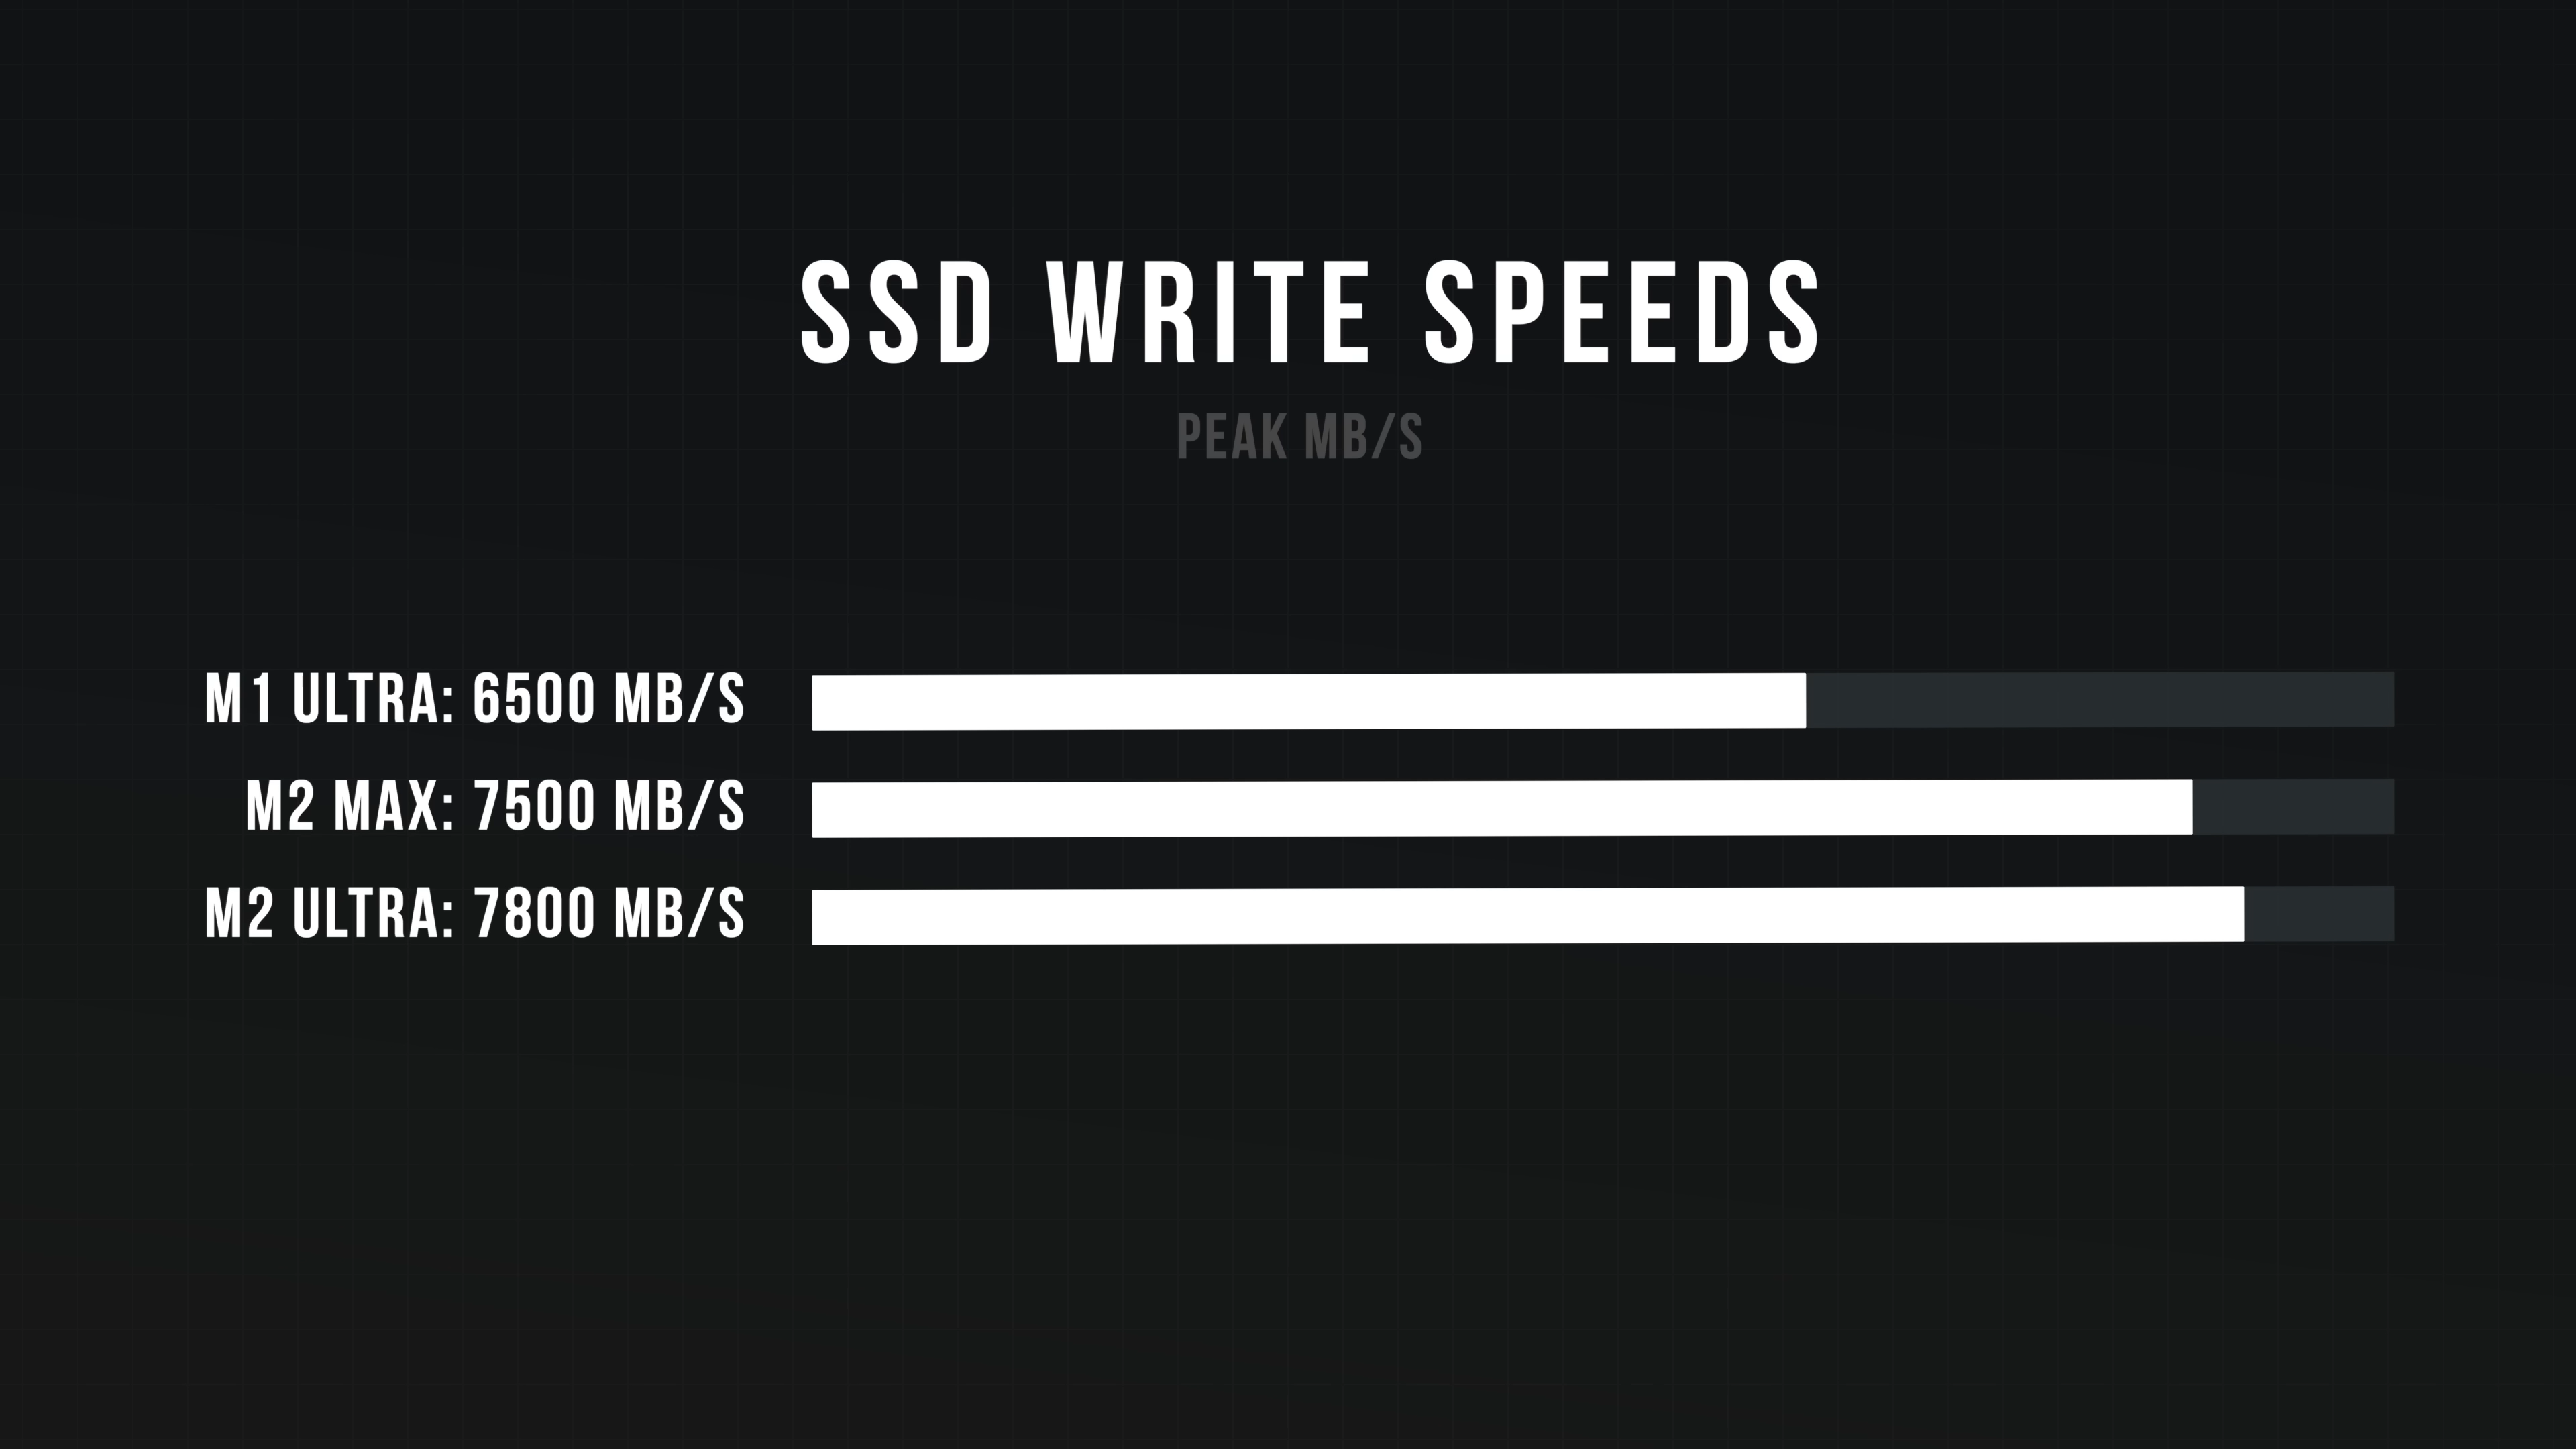 SSD WRITE SPEEDS
PEAK MB/S
M1 ULTRA: 6500 MB/S
M2 MAX: 7500 MB/S
M2 ULTRA: 7800 MB/S